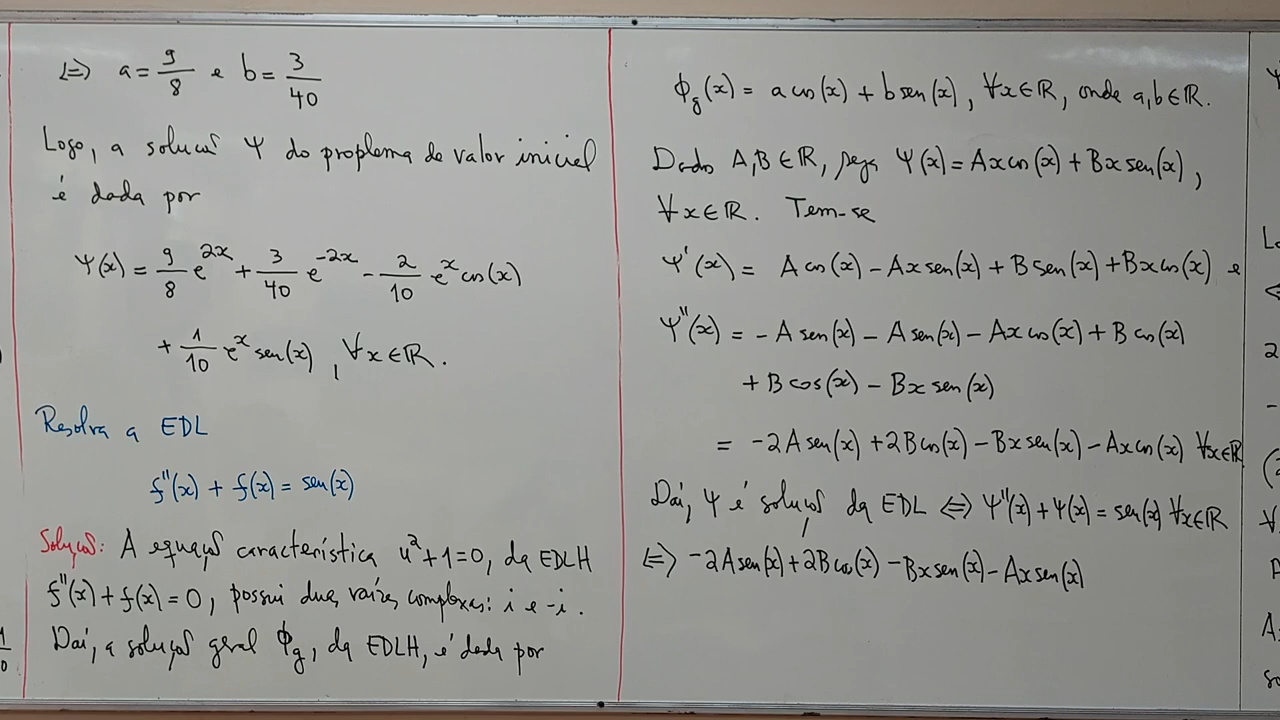 ⇔ a = 9/8 e b = 3/40
Logo, a solução Ψ do proplema de valor inicial
é dada por
Ψ(x) = 9/8 e^{2x} + 3/40 e^{-2x} - 2/10 e^x cos(x)
+ 1/10 e^x sen(x), ∀x∈ℝ.
Resolva a EDL
f''(x) + f(x) = sen(x)
Solução: A equação característica u²+1=0, da EDLH
f''(x) + f(x) = 0, possui duas raízes complexas: i e -i.
Daí, a solução geral ϕ_g, da EDLH, é dada por
ϕ_g(x) = a cos(x) + b sen(x), ∀x∈ℝ, onde a,b∈ℝ.
Dados A,B∈ℝ, seja Ψ(x) = Ax cos(x) + Bx sen(x),
∀x∈ℝ. Tem-se
Ψ'(x) = A cos(x) - Ax sen(x) + B sen(x) + Bx cos(x) e
Ψ''(x) = -A sen(x) - A sen(x) - Ax cos(x) + B cos(x)
+ B cos(x) - Bx sen(x)
= -2A sen(x) + 2B cos(x) - Bx sen(x) - Ax cos(x) ∀x∈ℝ
Daí, Ψ é solução da EDL ⇔ Ψ''(x) + Ψ(x) = sen(x) ∀x∈ℝ
⇔ -2A sen(x) + 2B cos(x) - Bx sen(x) - Ax sen(x)